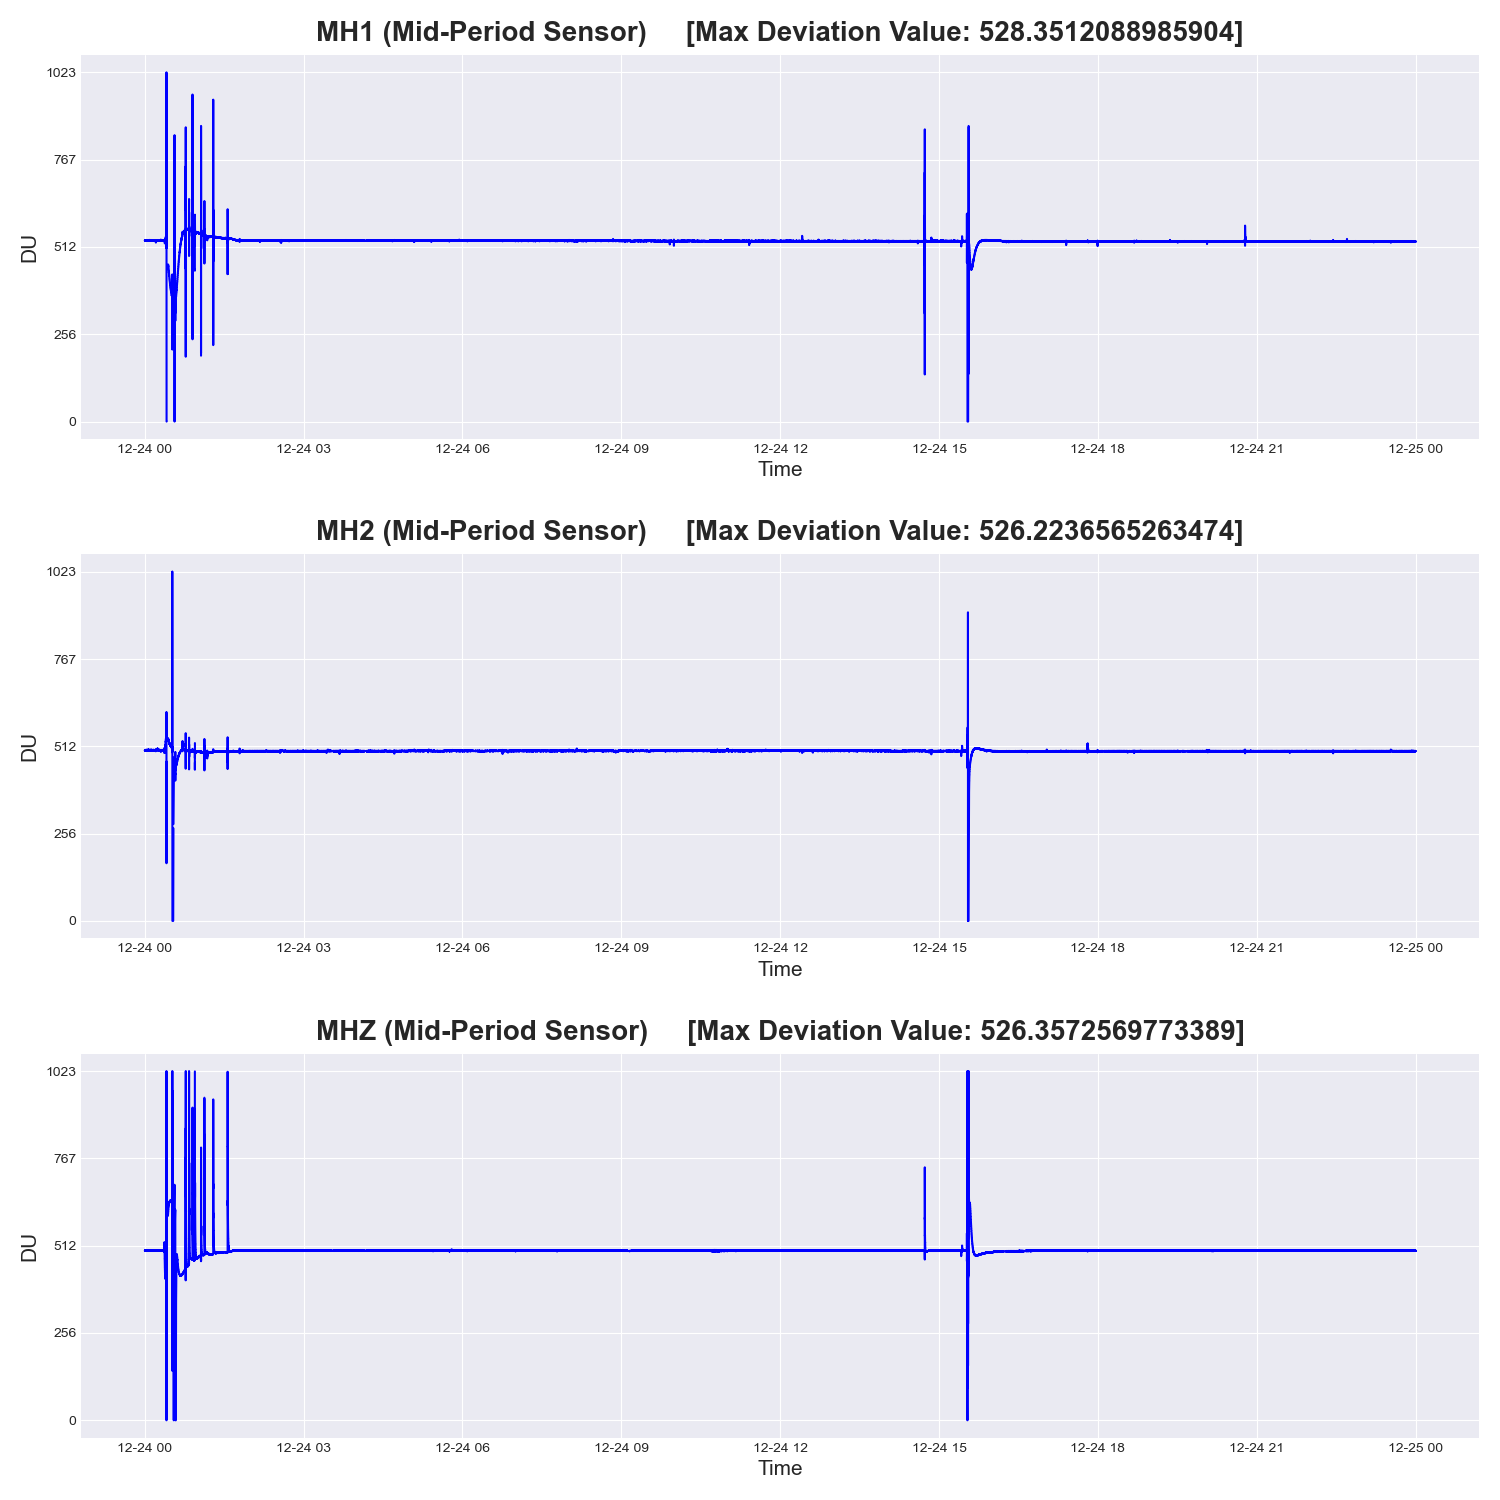 MH1 (Mid-Period Sensor) [Max Deviation Value: 528.3512088985904]
1023
767
512
256
0
DU
12-24 00 12-24 03 12-24 06 12-24 09 12-24 12 12-24 15 12-24 18 12-24 21 12-25 00
Time
MH2 (Mid-Period Sensor) [Max Deviation Value: 526.2236565263474]
1023
767
512
256
0
DU
12-24 00 12-24 03 12-24 06 12-24 09 12-24 12 12-24 15 12-24 18 12-24 21 12-25 00
Time
MHZ (Mid-Period Sensor) [Max Deviation Value: 526.3572569773389]
1023
767
512
256
0
DU
12-24 00 12-24 03 12-24 06 12-24 09 12-24 12 12-24 15 12-24 18 12-24 21 12-25 00
Time